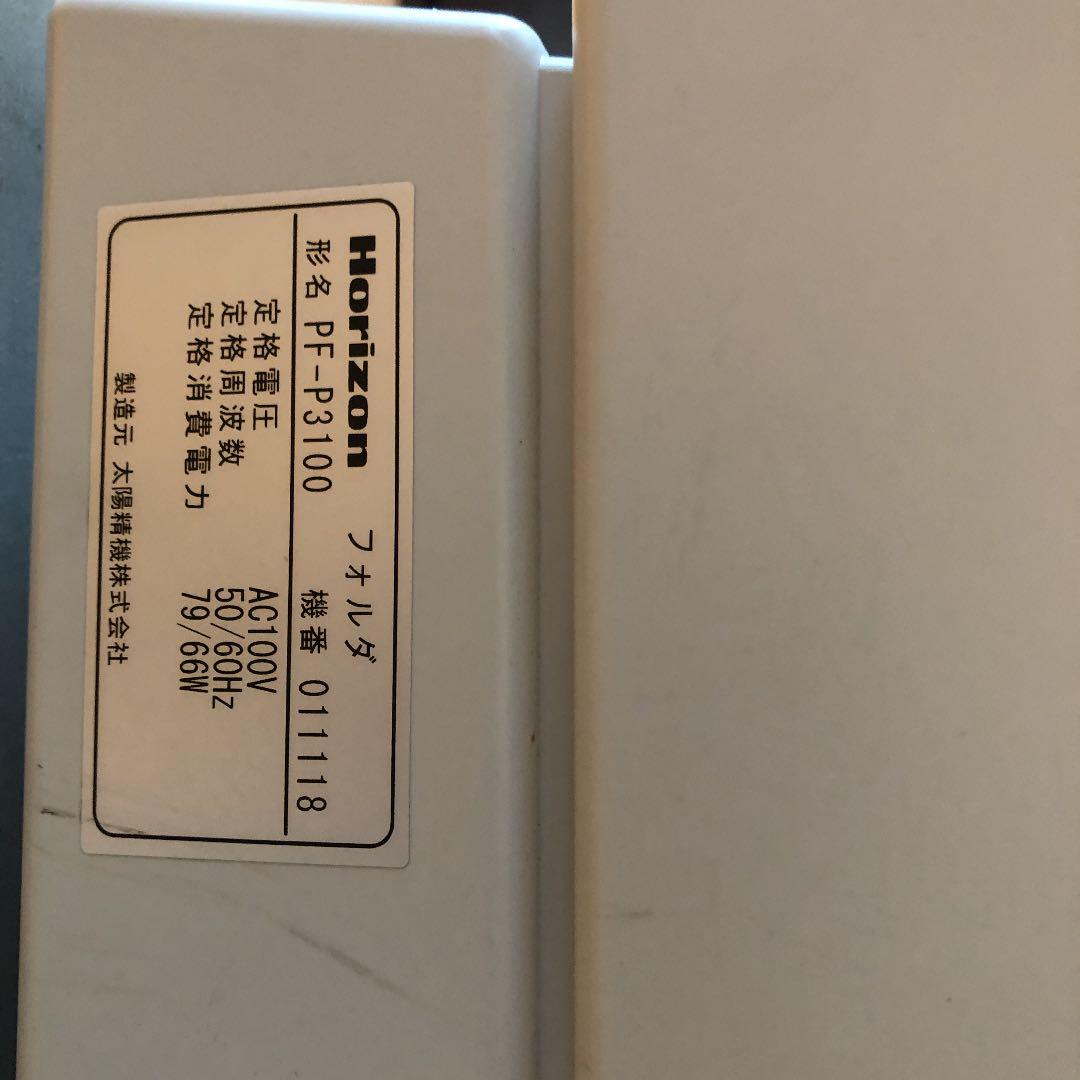 Horizon フォルダ
形名 PF-P3100 機番 011118
定格電圧 AC100V
定格周波数 50/60Hz
定格消費電力 79/66W
製造元 太陽精機株式会社